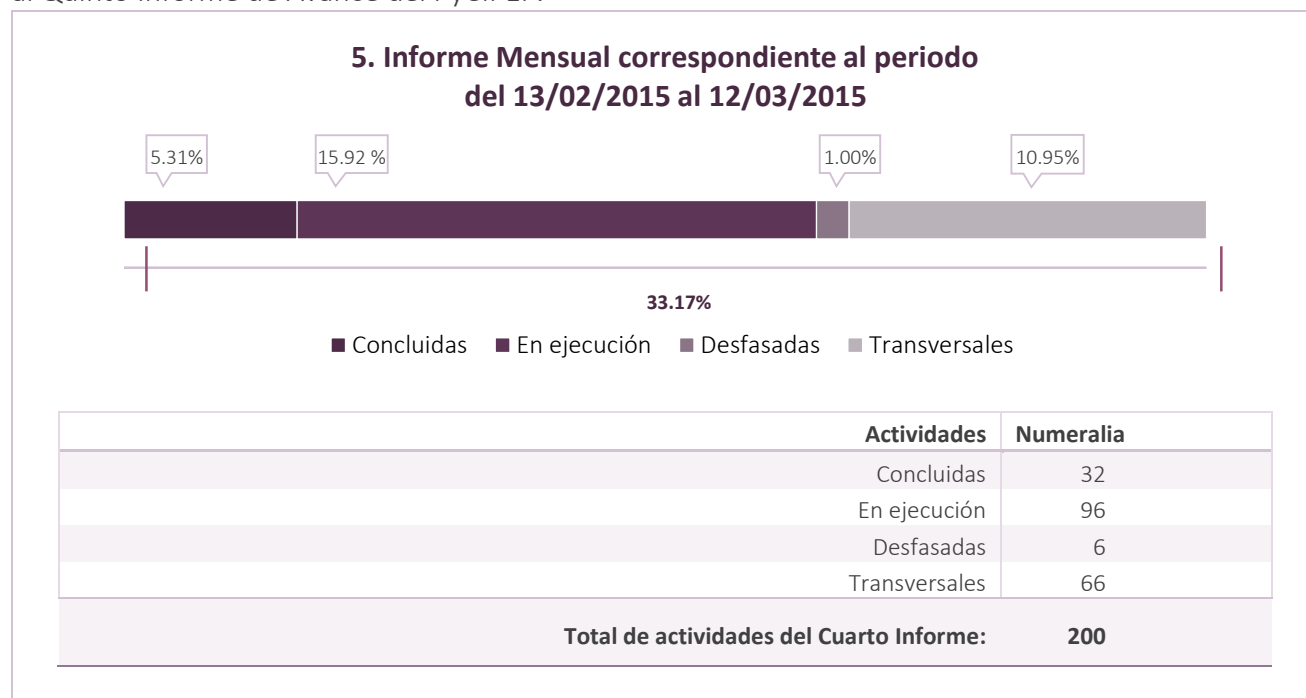 5. Informe Mensual correspondiente al periodo
del 13/02/2015 al 12/03/2015
5.31% 15.92 % 1.00% 10.95%
33.17%
Concluidas En ejecución Desfasadas Transversales
Actividades Numeralia
Concluidas 32
En ejecución 96
Desfasadas 6
Transversales 66
Total de actividades del Cuarto Informe: 200